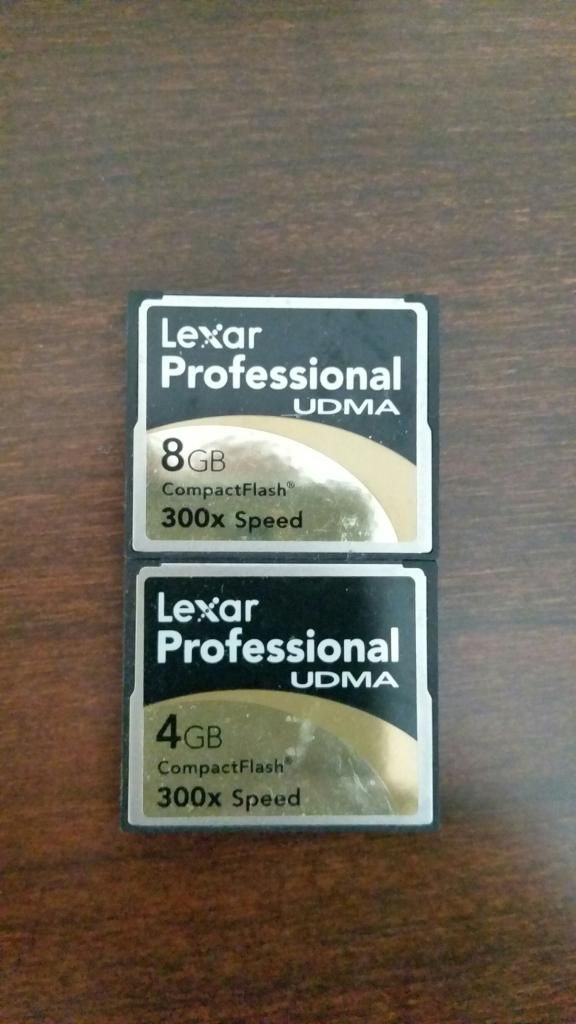 Lexar
Professional
UDMA
8GB
CompactFlash®
300x Speed
Lexar
Professional
UDMA
4GB
CompactFlash®
300x Speed